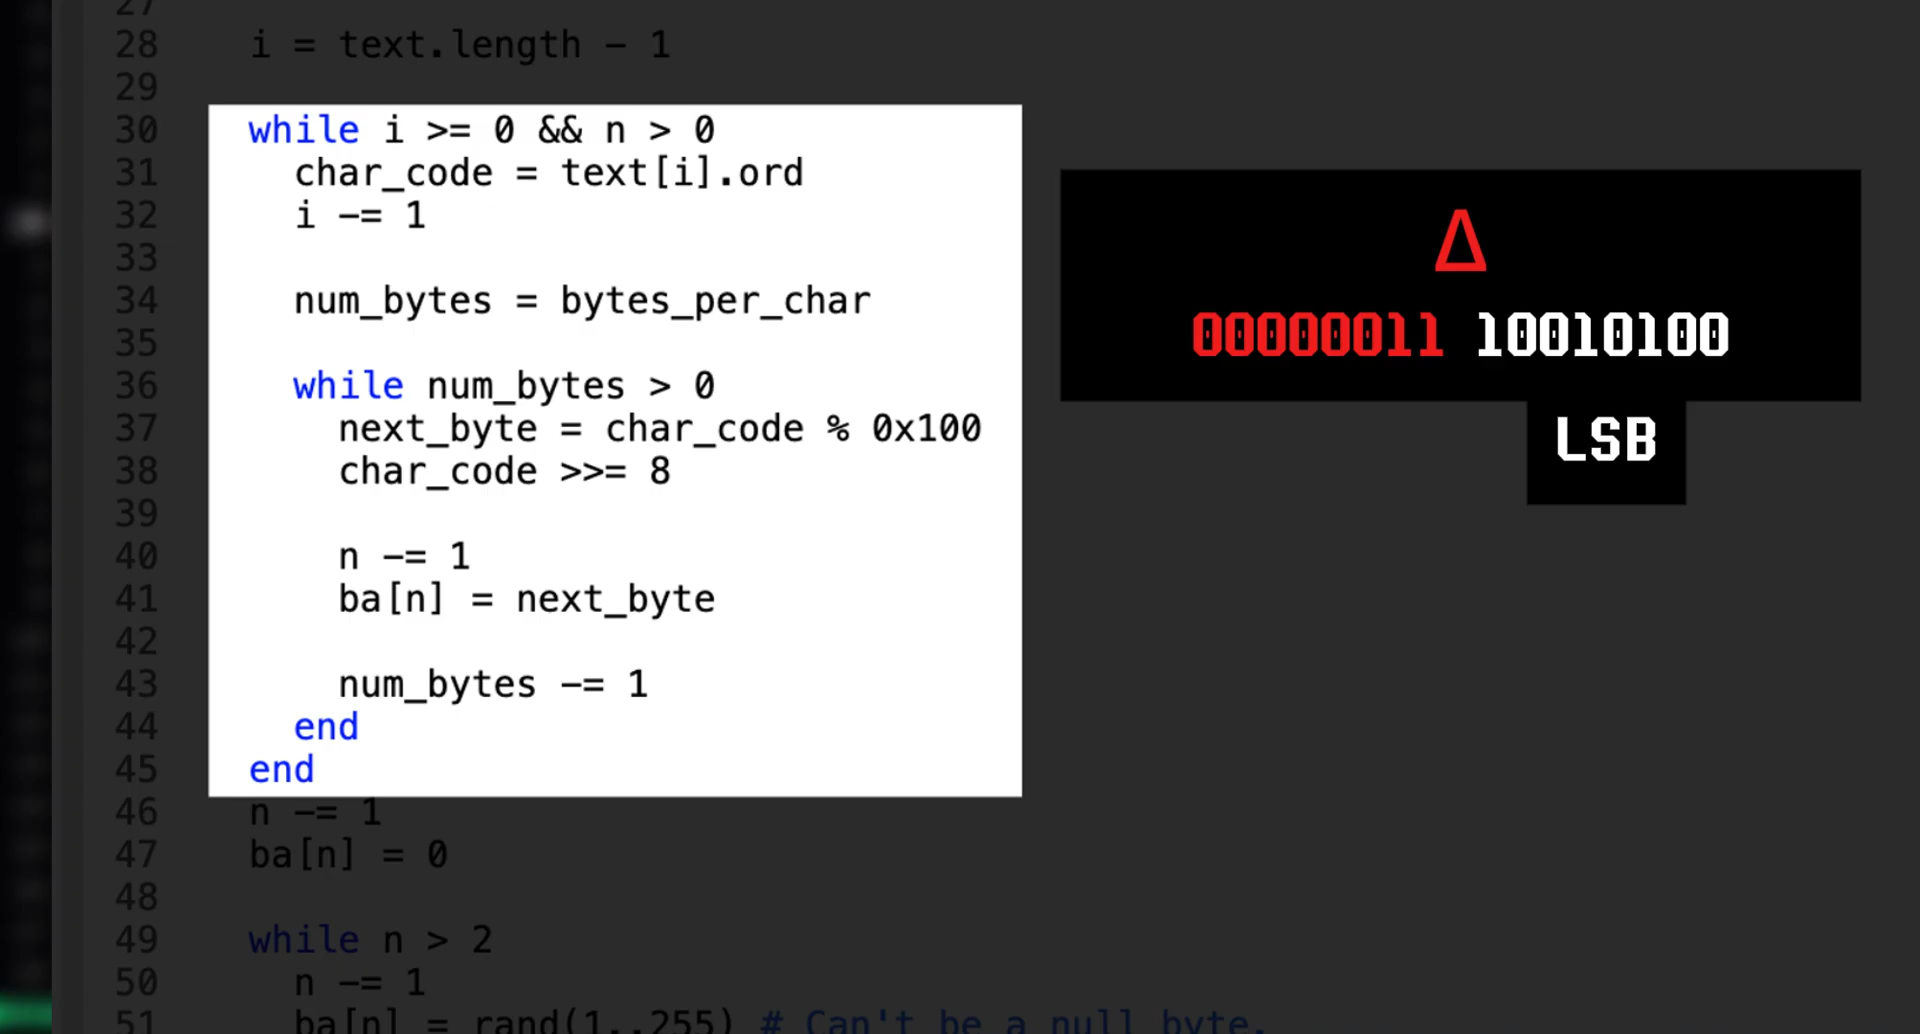 27
28 i = text.length - 1
29
30 while i >= 0 && n > 0
31 char_code = text[i].ord
32 i -= 1
33
34 num_bytes = bytes_per_char
35
36 while num_bytes > 0
37 next_byte = char_code % 0x100
38 char_code >>= 8
39
40 n -= 1
41 ba[n] = next_byte
42
43 num_bytes -= 1
44 end
45 end
46 n -= 1
47 ba[n] = 0
48
49 while n > 2
50 n -= 1
51 ba[n] = rand(1..255) # Can't be a null byte.
Δ
00000011 10010100
LSB